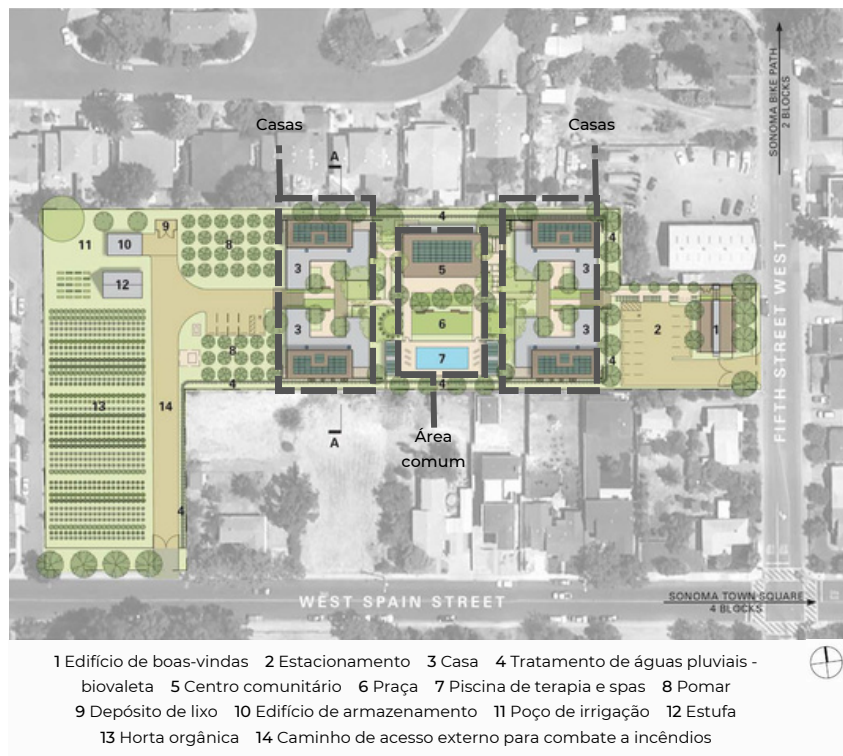 SONOMA BIKE PATH
2 BLOCKS
Casas
Casas
A
4
9
11
10
8
3
5
3
4
12
6
2
1
3
3
7
8
4
4
4
13
14
A
Área
comum
4
FIFTH STREET WEST
WEST SPAIN STREET
SONOMA TOWN SQUARE
4 BLOCKS
1 Edifício de boas-vindas 2 Estacionamento 3 Casa 4 Tratamento de águas pluviais -
biovaleta 5 Centro comunitário 6 Praça 7 Piscina de terapia e spas 8 Pomar
9 Depósito de lixo 10 Edifício de armazenamento 11 Poço de irrigação 12 Estufa
13 Horta orgânica 14 Caminho de acesso externo para combate a incêndios